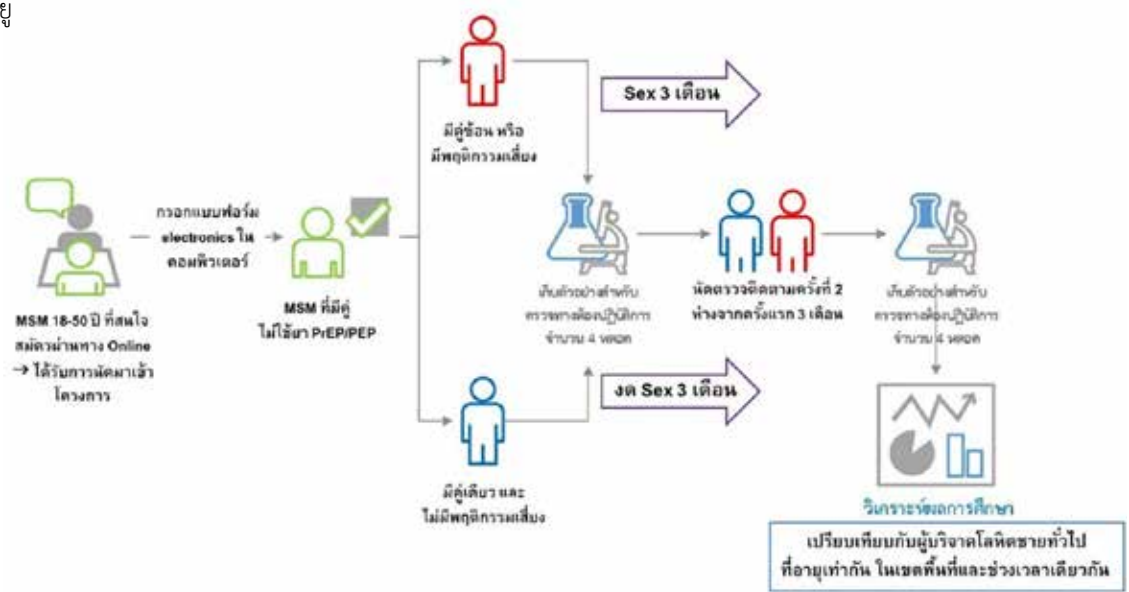 ยู
Sex 3 เดือน
มีคู่ซ้อน หรือ
มีพฤติกรรมเสี่ยง
กรอกแบบฟอร์ม
electronics ใน
คอมพิวเตอร์
MSM 18-50 ปี ที่สนใจ
สมัครผ่านทาง Online
→ ได้รับการนัดมาเข้า
โครงการ
MSM ที่มีคู่
ไม่ใช้ยา PrEP/PEP
เก็บตัวอย่างสำหรับ
ตรวจทางห้องปฏิบัติการ
จำนวน 4 หลอด
นัดตรวจติดตามครั้งที่ 2
ห่างจากครั้งแรก 3 เดือน
เก็บตัวอย่างสำหรับ
ตรวจทางห้องปฏิบัติการ
จำนวน 4 หลอด
งด Sex 3 เดือน
มีคู่เดียว และ
ไม่มีพฤติกรรมเสี่ยง
วิเคราะห์ผลการศึกษา
เปรียบเทียบกับผู้บริจาคโลหิตชายทั่วไป
ที่อายุเท่ากัน ในเขตพื้นที่และช่วงเวลาเดียวกัน